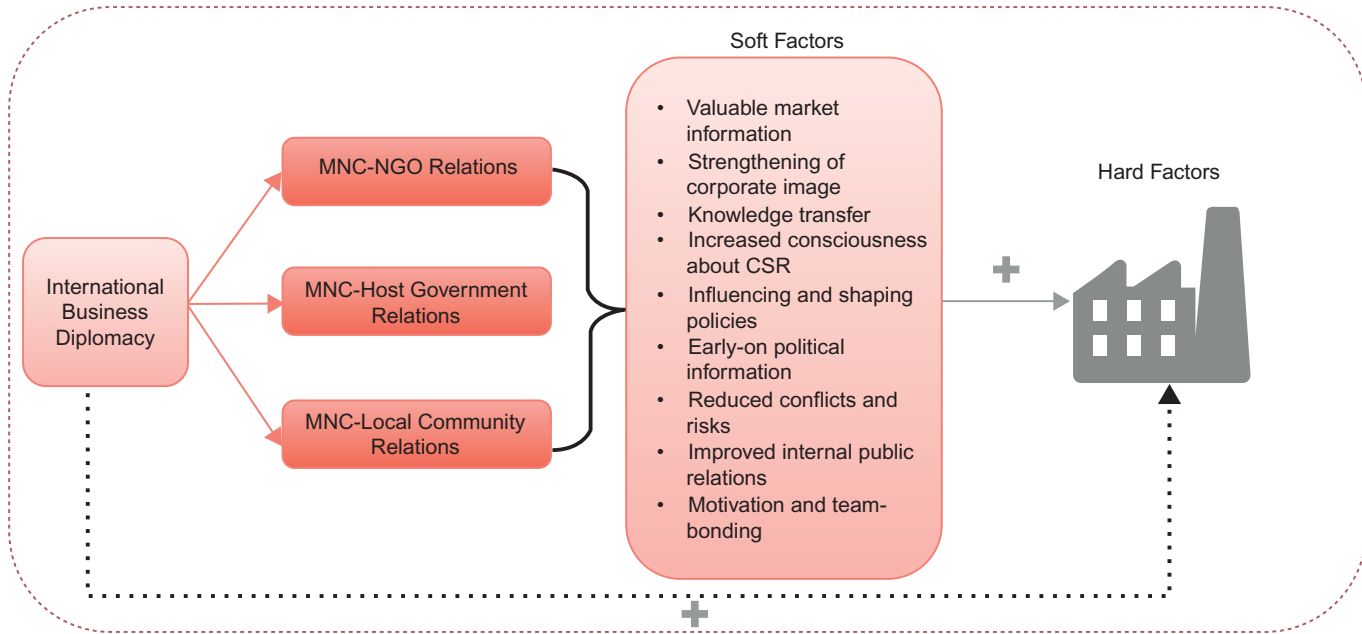 Soft Factors
• Valuable market
information
• Strengthening of
corporate image
• Knowledge transfer
• Increased consciousness
about CSR
• Influencing and shaping
policies
• Early-on political
information
• Reduced conflicts and
risks
• Improved internal public
relations
• Motivation and team-
bonding
MNC-NGO Relations
MNC-Host Government
Relations
MNC-Local Community
Relations
International
Business
Diplomacy
Hard Factors